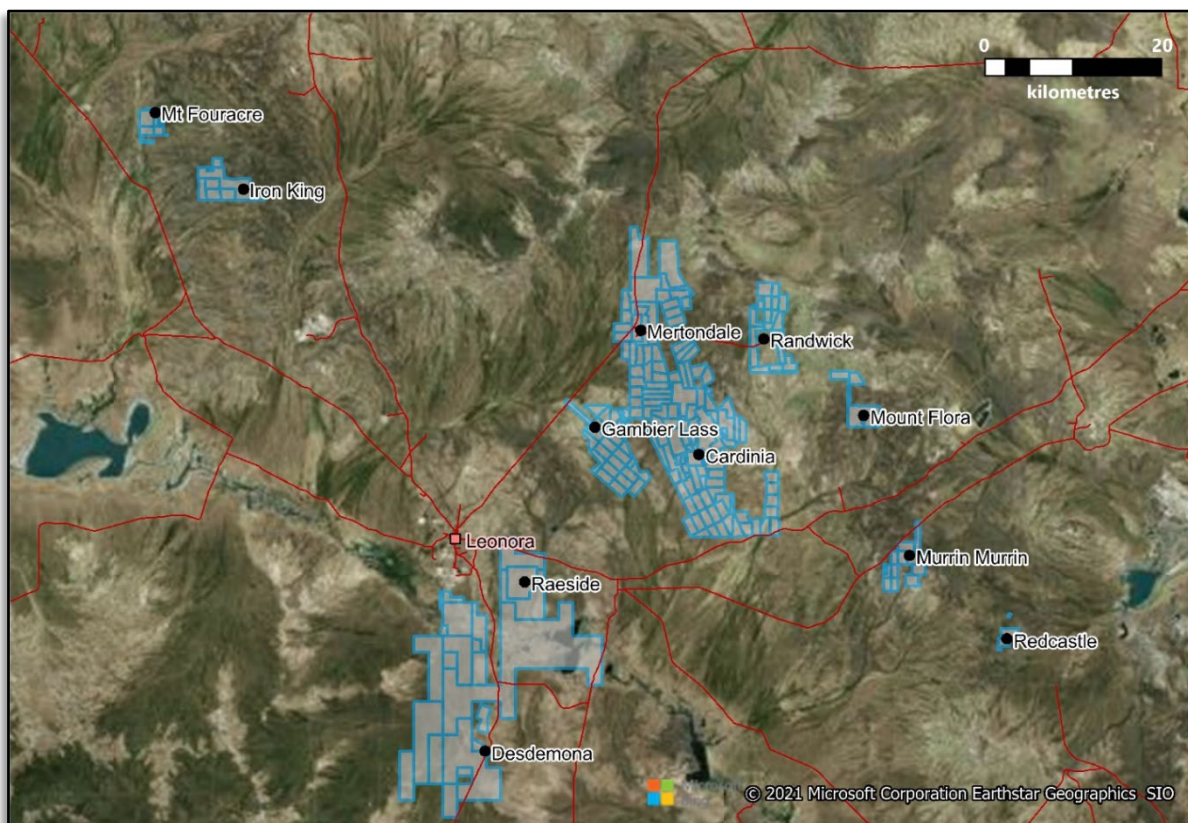 0 20
kilometres
Mt Fouracre
Iron King
Mertondale
Randwick
Mount Flora
Gambier Lass
Cardinia
Leonora
Murrin Murrin
Raeside
Redcastle
Desdemona
© 2021 Microsoft Corporation Earthstar Geographics SIO